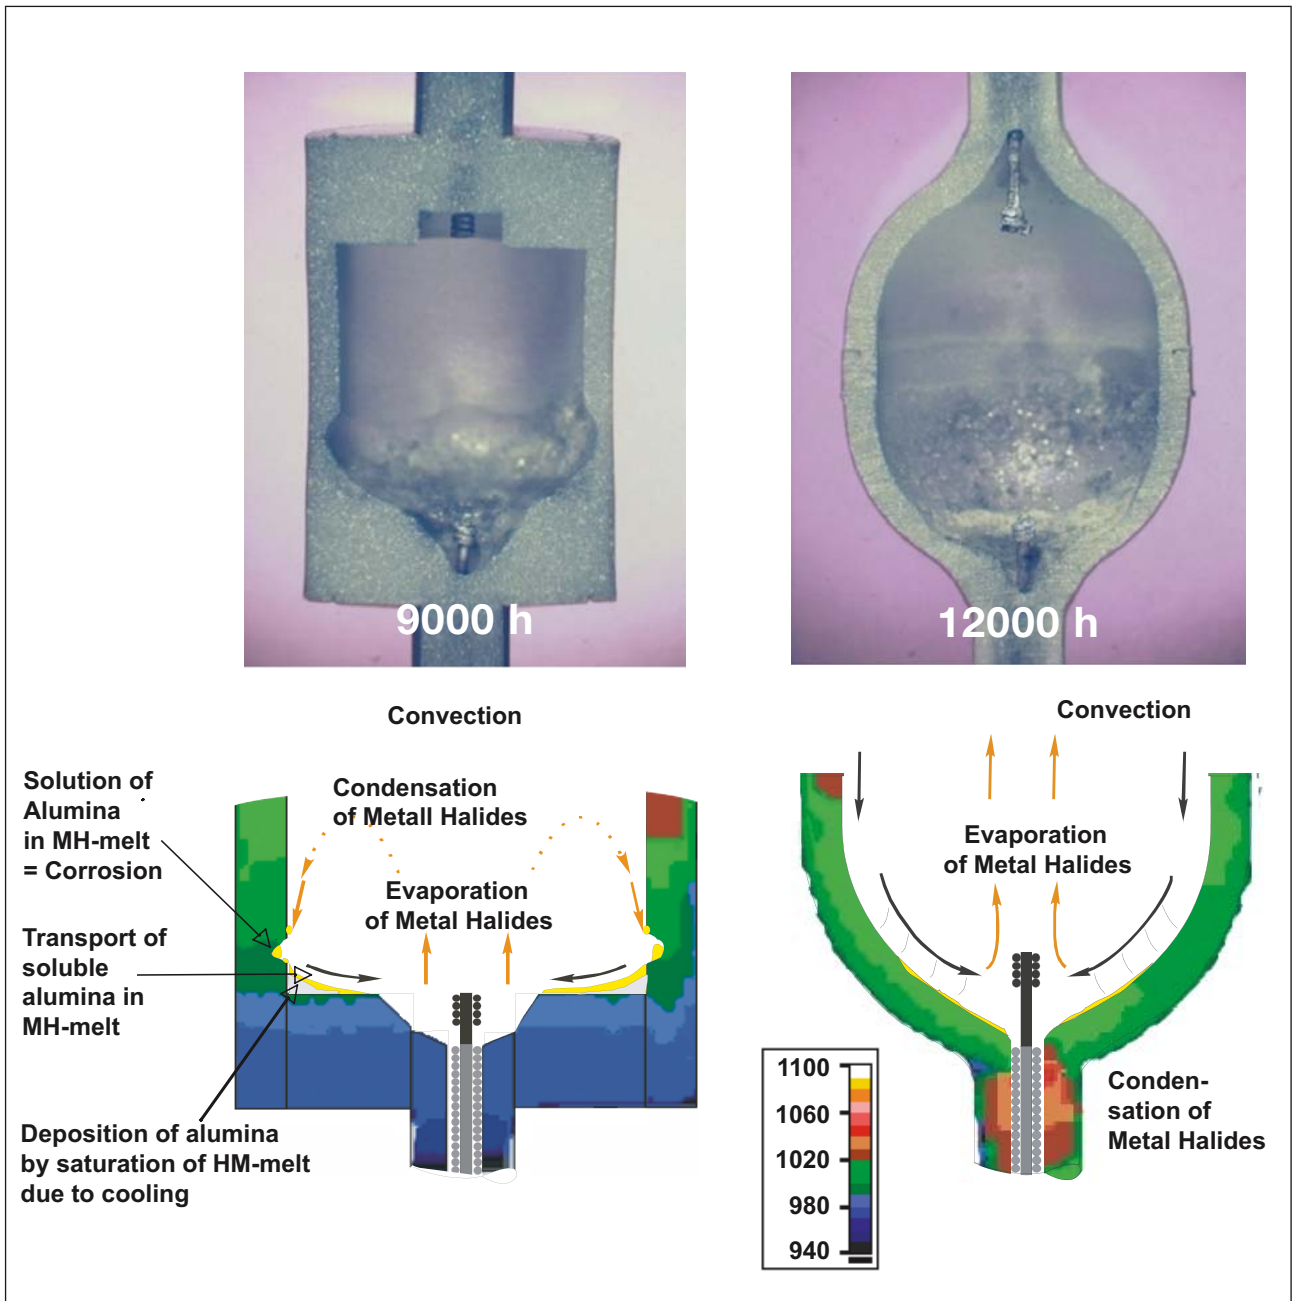 9000 h
12000 h
Convection
Convection
Solution of
Alumina
in MH-melt
= Corrosion
Condensation
of Metall Halides
Evaporation
of Metal Halides
Evaporation
of Metal Halides
Transport of
soluble
alumina in
MH-melt
Deposition of alumina
by saturation of HM-melt
due to cooling
1100
1060
1020
980
940
Conden-
sation of
Metal Halides